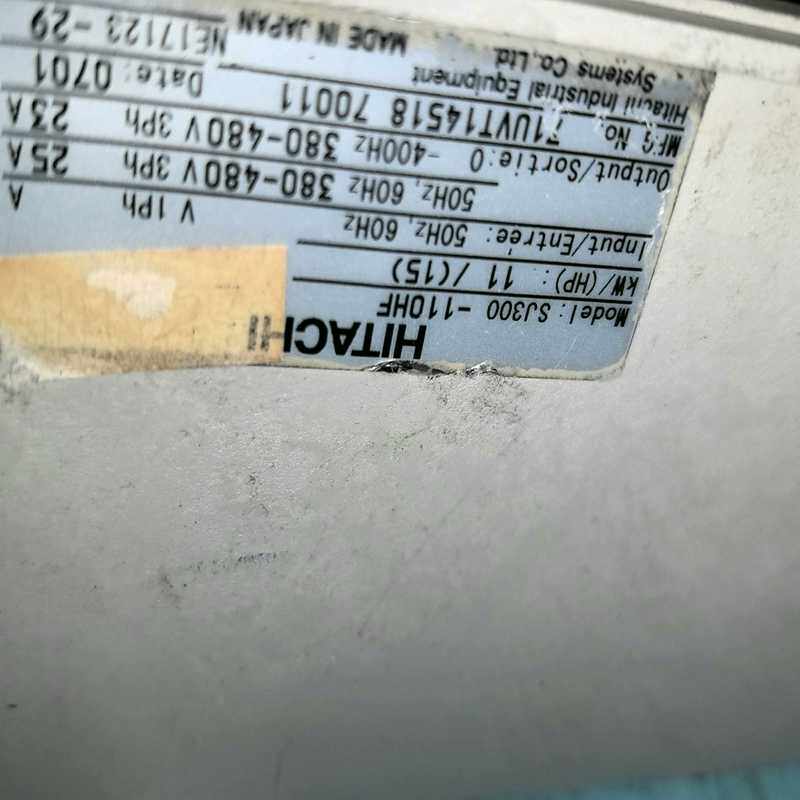 HITACHI
Model: SJ300 -110HF
kW/(HP): 11 /(15)
Input/Entree: 50Hz, 60Hz V 1Ph A
50Hz, 60Hz 380-480V 3Ph 25A
Output/Sortie:0 -400Hz 380-480V 3Ph 23A
MFG No. 71UVT14518 70011 Date: 0701
Hitachi Industrial Equipment
Systems Co., Ltd. MADE IN JAPAN NE17123 -29